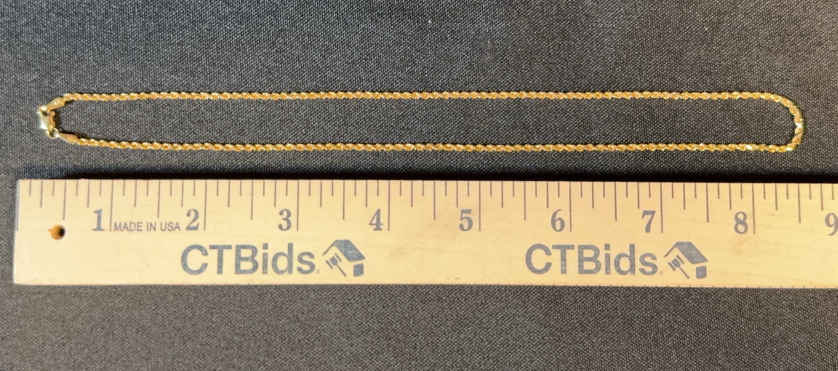 1 MADE IN USA 2 3 4 5 6 7 8 9
CTBids CTBids